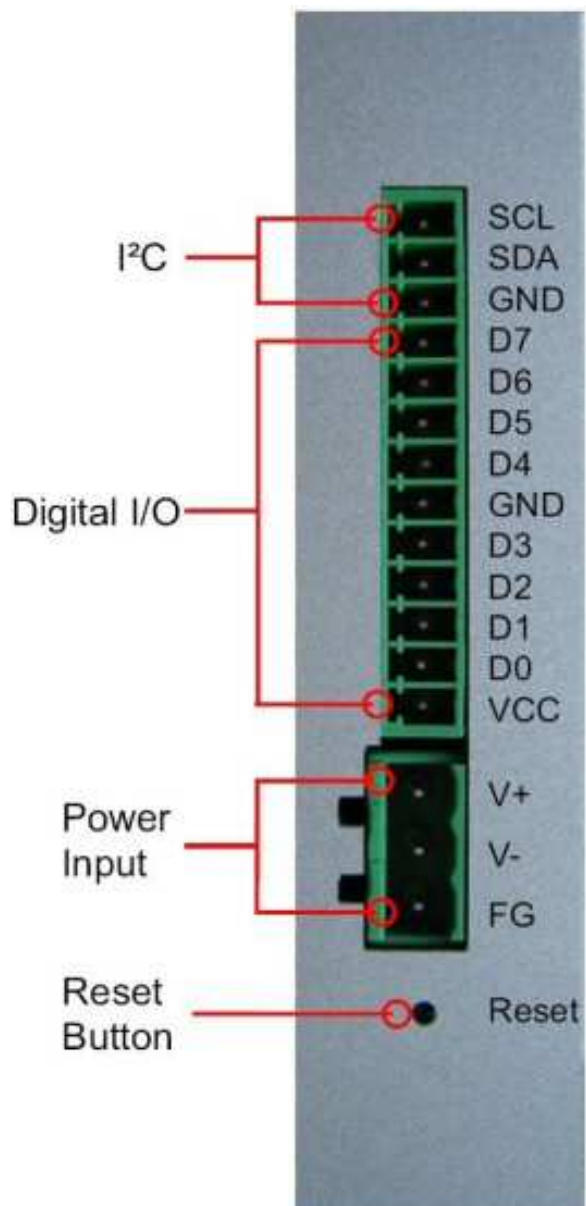 I²C
Digital I/O
Power
Input
Reset
Button
SCL
SDA
GND
D7
D6
D5
D4
GND
D3
D2
D1
D0
VCC
V+
V-
FG
Reset